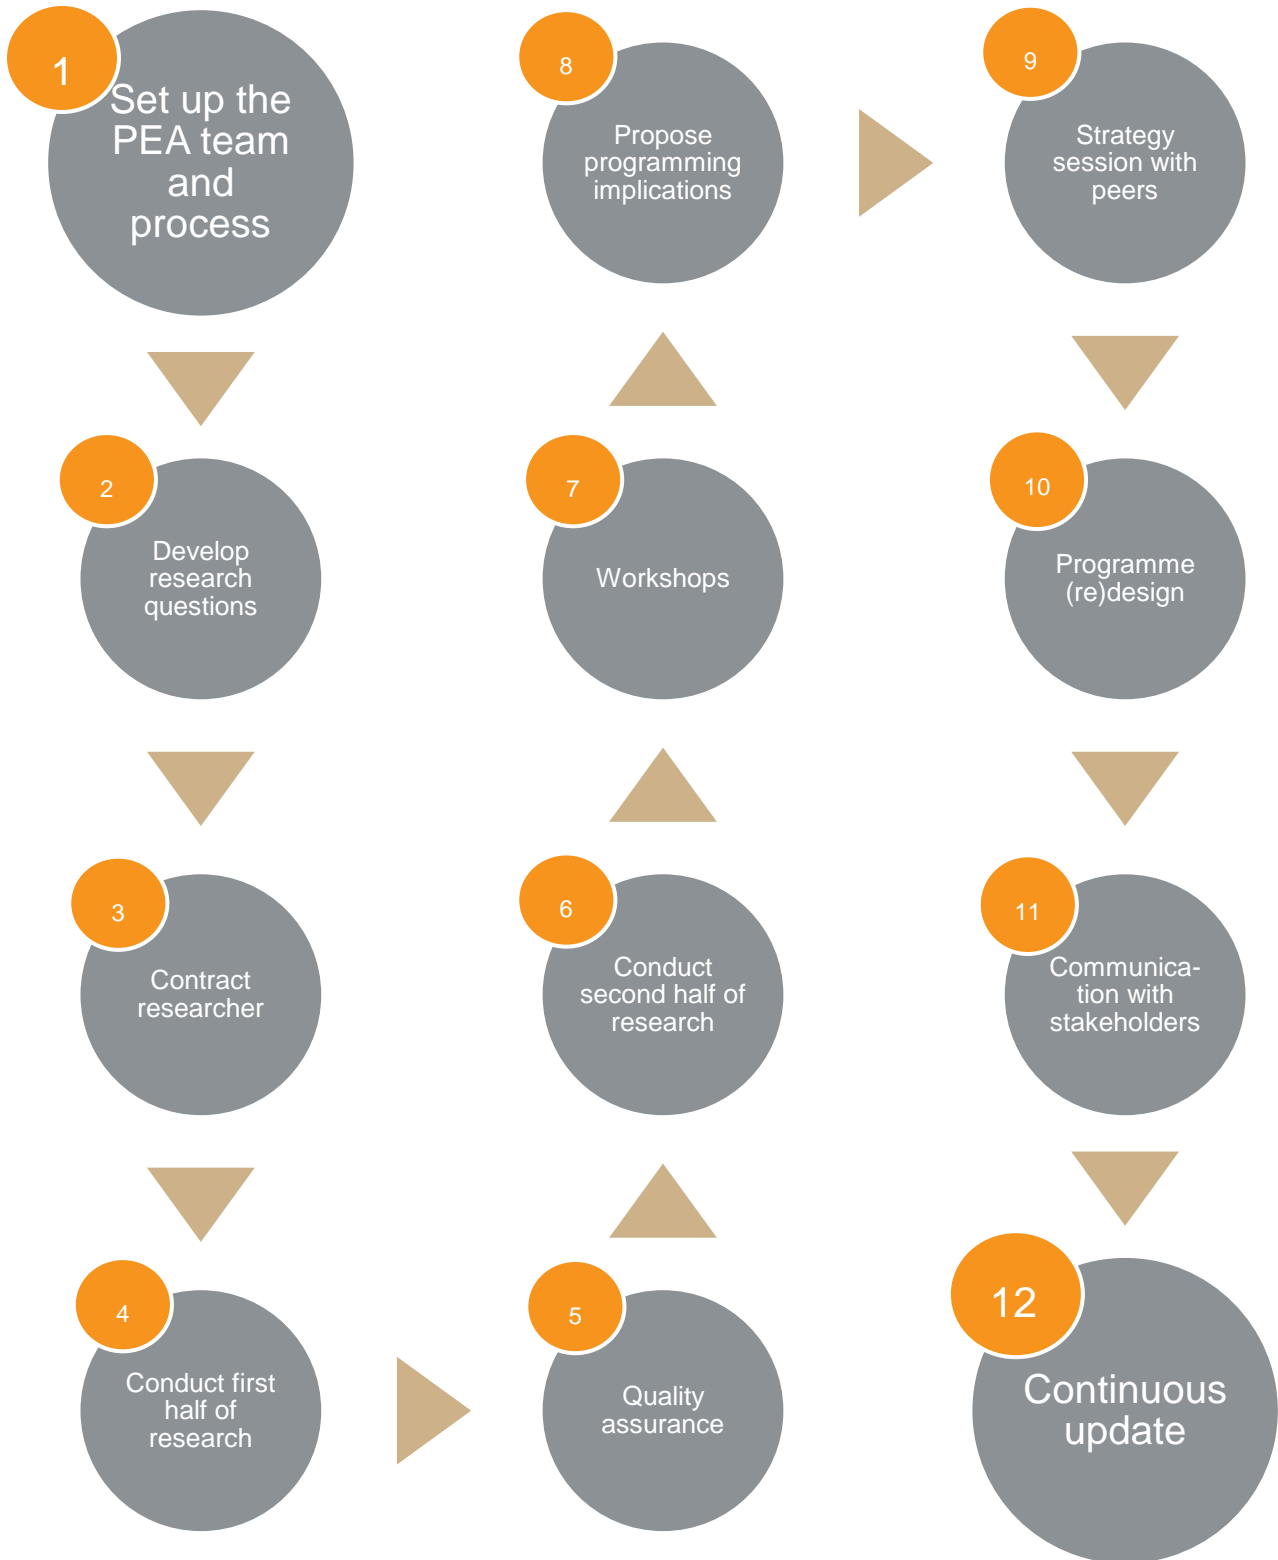 1
Set up the
PEA team
and
process
2
Develop
research
questions
3
Contract
researcher
4
Conduct first
half of
research
5
Quality
assurance
6
Conduct
second half of
research
7
Workshops
8
Propose
programming
implications
9
Strategy
session with
peers
10
Programme
(re)design
11
Communica-
tion with
stakeholders
12
Continuous
update